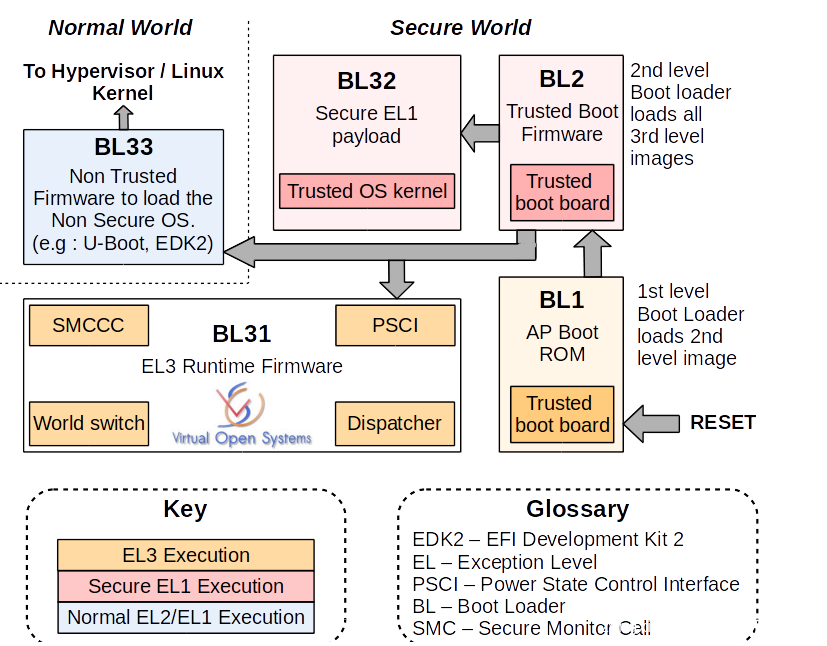 Normal World
Secure World
To Hypervisor / Linux
Kernel
BL33
Non Trusted
Firmware to load the
Non Secure OS.
(e.g : U-Boot, EDK2)
BL32
Secure EL1
payload
Trusted OS kernel
BL2
Trusted Boot
Firmware
Trusted
boot board
2nd level
Boot loader
loads all
3rd level
images
SMCCC
BL31
PSCI
EL3 Runtime Firmware
World switch
Virtual Open Systems
Dispatcher
BL1
AP Boot
ROM
Trusted
boot board
1st level
Boot Loader
loads 2nd
level image
RESET
Key
EL3 Execution
Secure EL1 Execution
Normal EL2/EL1 Execution
Glossary
EDK2 – EFI Development Kit 2
EL – Exception Level
PSCI – Power State Control Interface
BL – Boot Loader
SMC – Secure Monitor Call